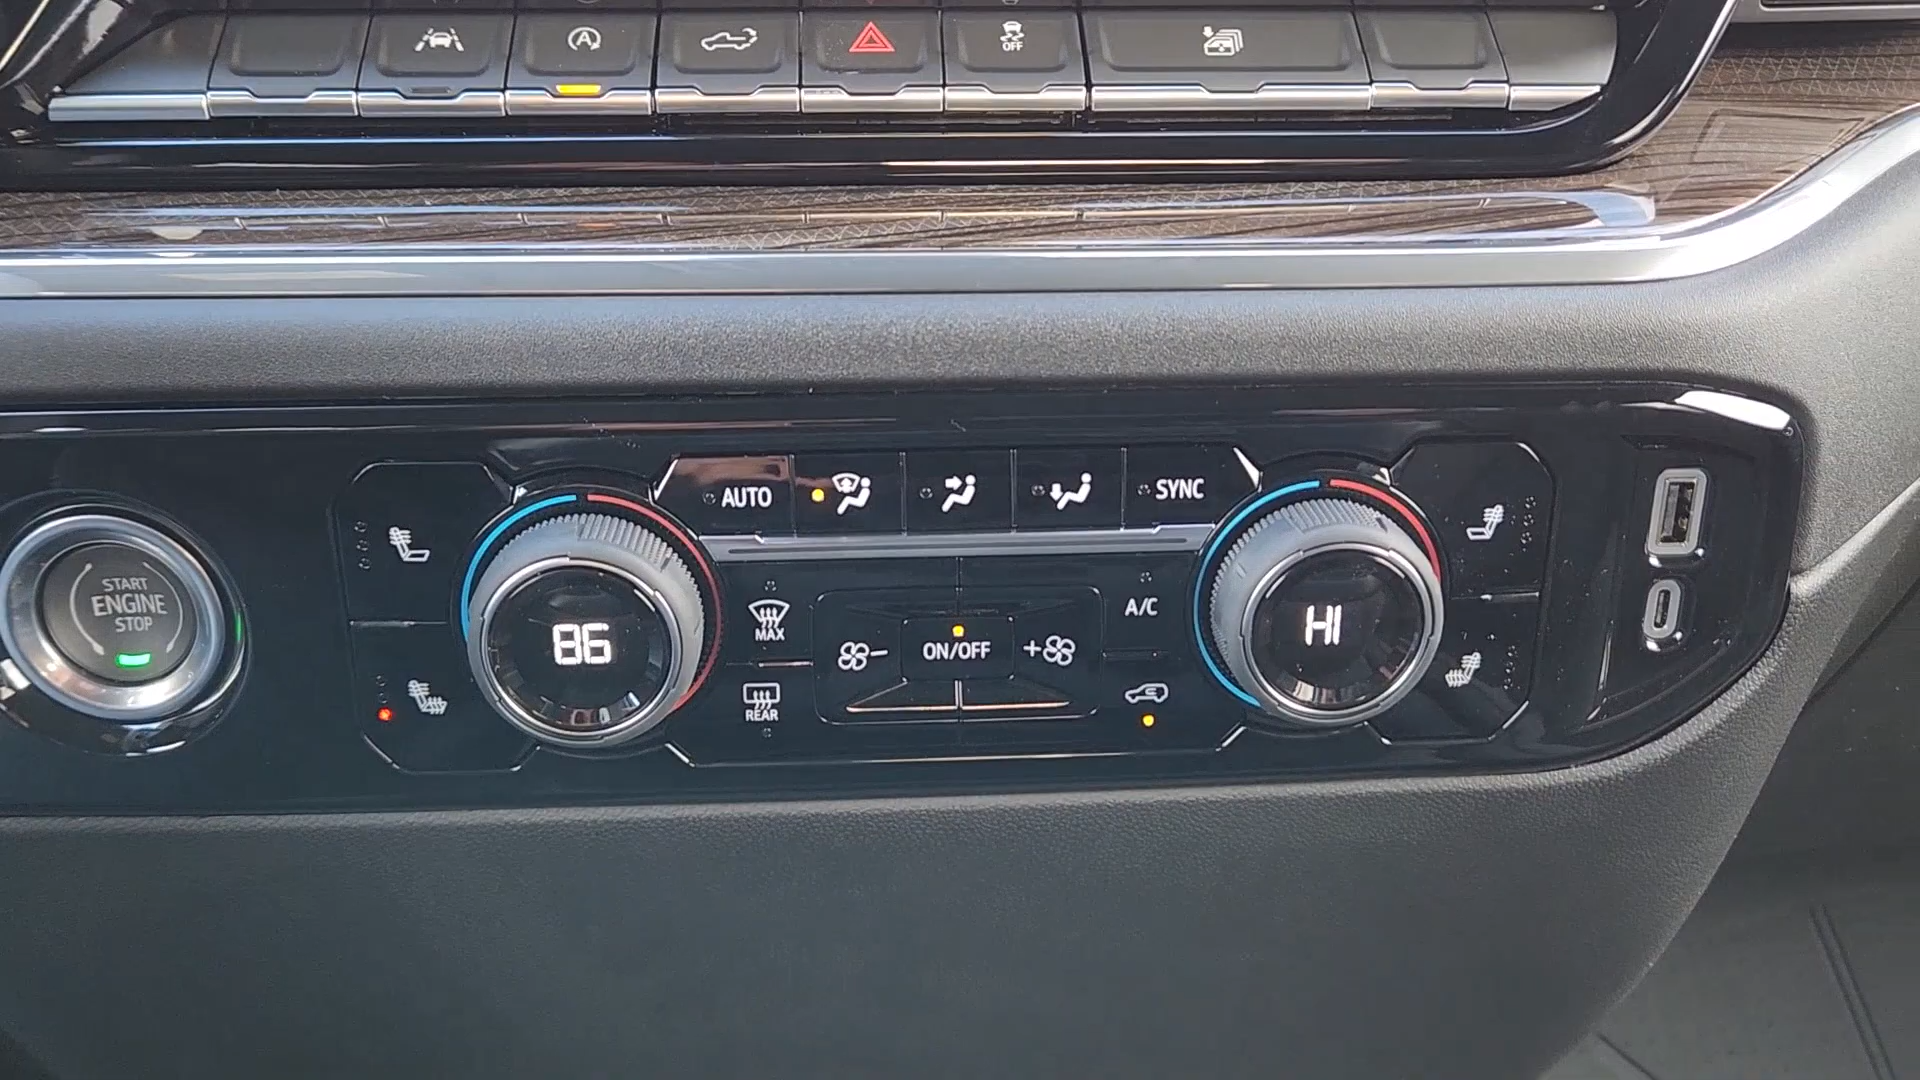 A
OFF
AUTO
SYNC
START
ENGINE
STOP
86
MAX
ON/OFF
A/C
HI
REAR